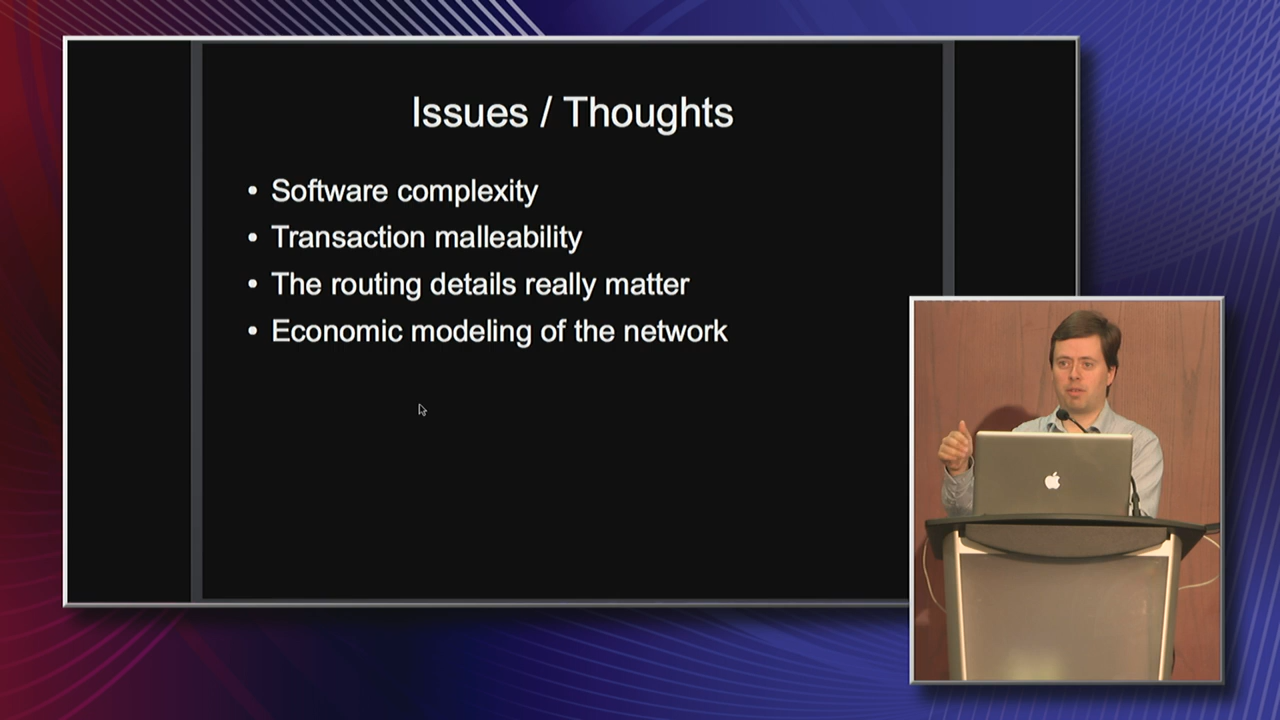 Issues / Thoughts
• Software complexity
• Transaction malleability
• The routing details really matter
• Economic modeling of the network